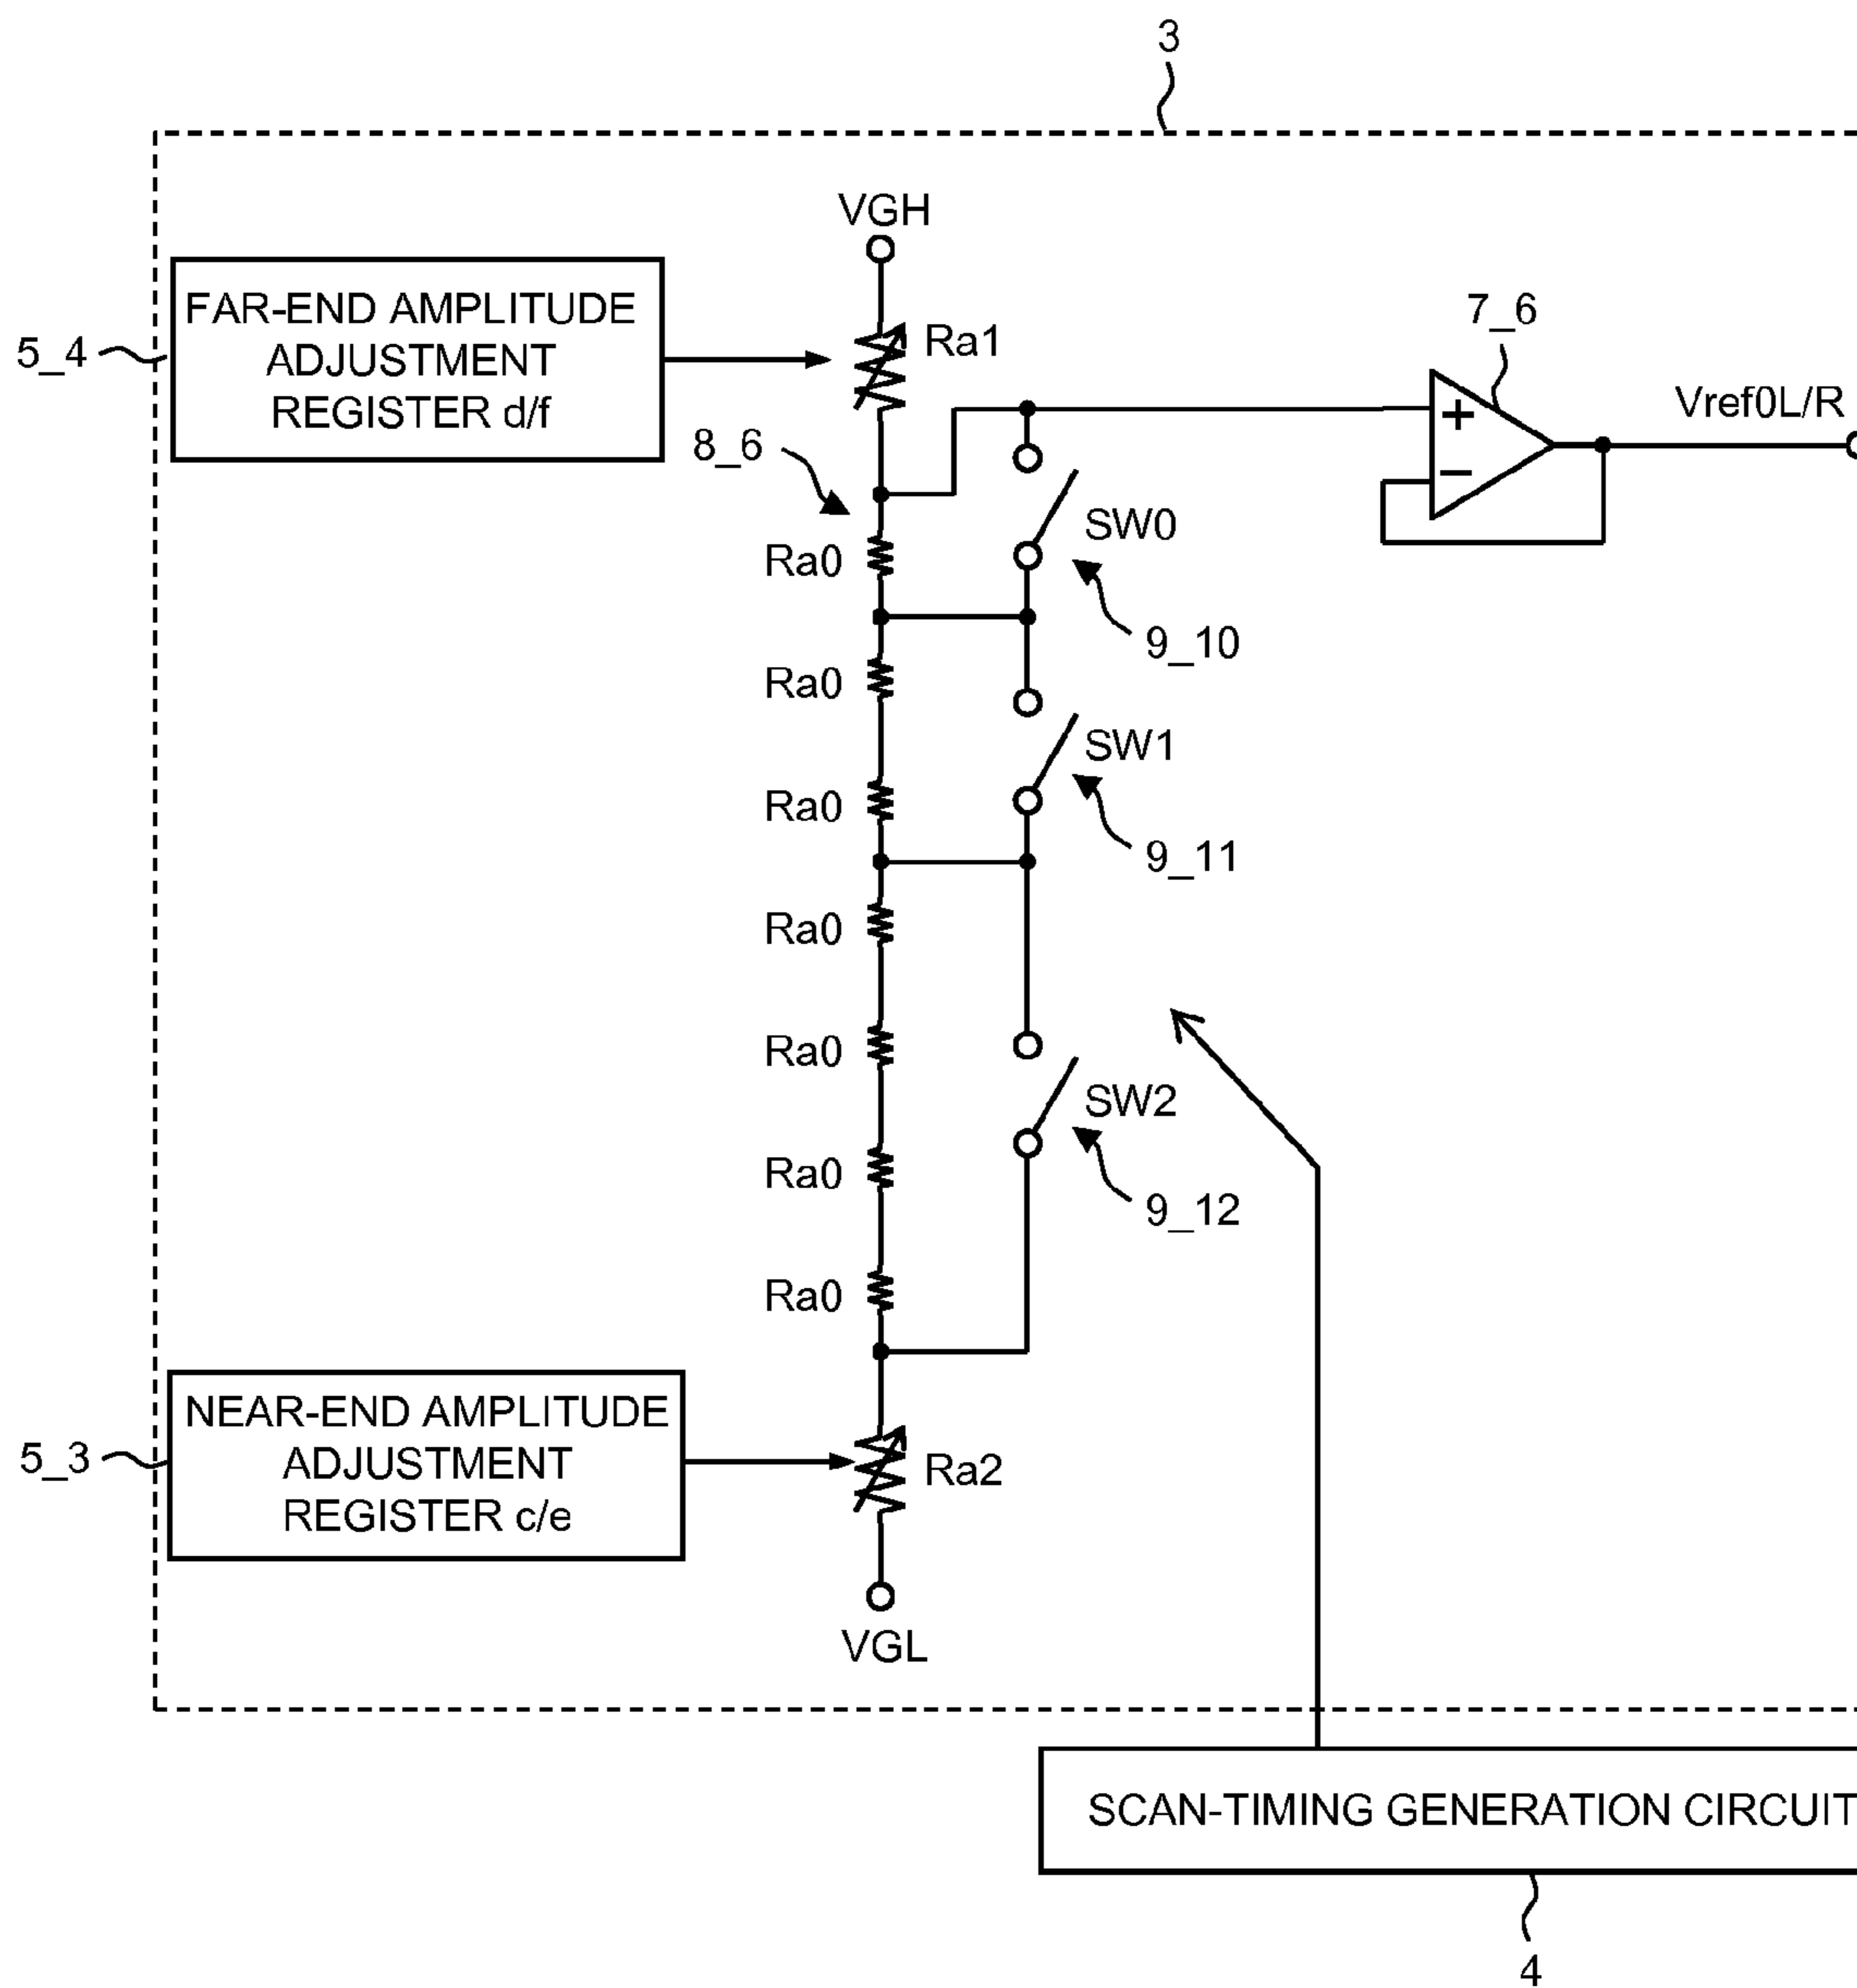 3
VGH
FAR-END AMPLITUDE
ADJUSTMENT
REGISTER d/f
5_4
Ra1
7_6
+
−
Vref0L/R
8_6
Ra0
SW0
9_10
Ra0
SW1
Ra0
9_11
Ra0
Ra0
SW2
Ra0
9_12
Ra0
NEAR-END AMPLITUDE
ADJUSTMENT
REGISTER c/e
5_3
Ra2
VGL
SCAN-TIMING GENERATION CIRCUIT
4